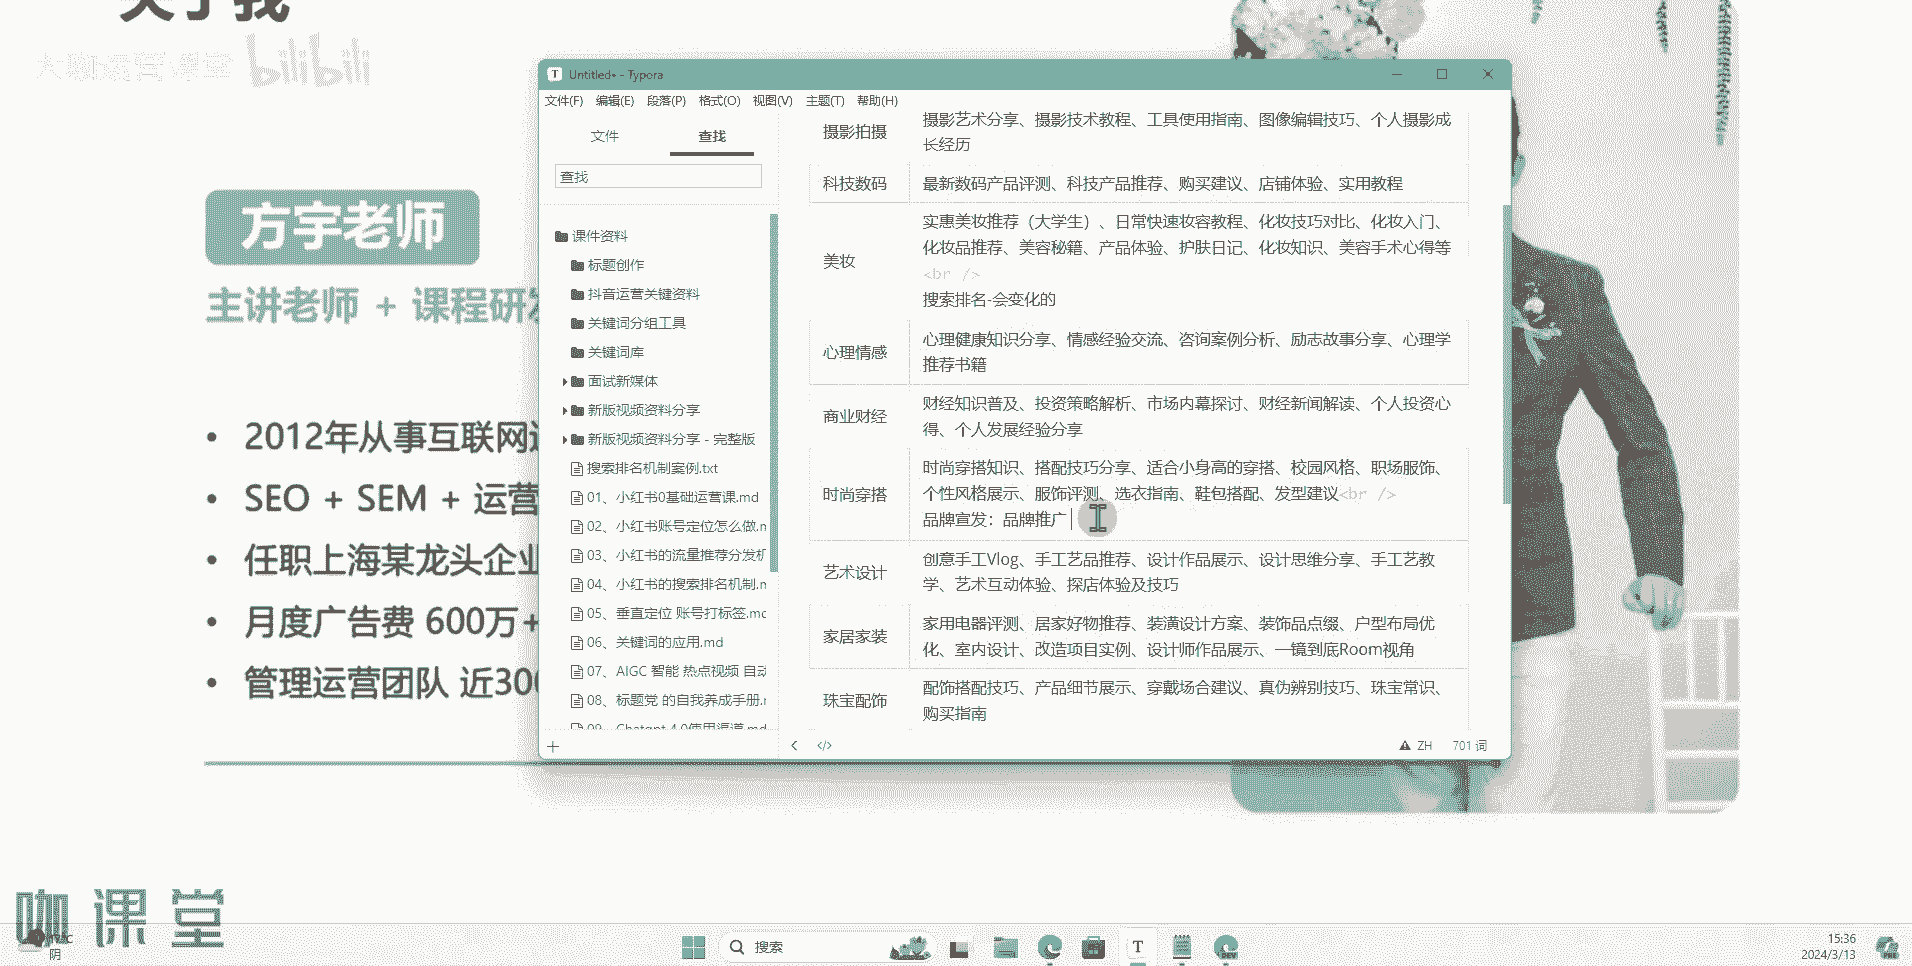 关于我
bilibili
方宇老师
主讲老师 + 课程研发
• 2012年从事互联网
• SEO + SEM + 运营
• 任职上海某龙头企业
• 月度广告费 600万+
• 管理运营团队 近300
Untitled• - Typora
文件(F) 编辑(E) 段落(P) 格式(O) 视图(V) 主题(T) 帮助(H)
文件 查找
查找
课件资料
标题创作
抖音运营关键资料
关键词分组工具
关键词库
面试新媒体
新版视频资料分享
新版视频资料分享 - 完整版
搜索排名机制案例.txt
01、小红书0基础运营课.md
02、小红书账号定位怎么做.m
03、小红书的流量推荐分发机
04、小红书的搜索排名机制.m
05、垂直定位 账号打标签.mc
06、关键词的应用.md
07、AIGC 智能 热点视频 自动
08、标题党 的自我养成手册.r
09、Chatgpt 4.0使用渠道.md
摄影拍摄
摄影艺术分享、摄影技术教程、工具使用指南、图像编辑技巧、个人摄影成
长经历
科技数码
最新数码产品评测、科技产品推荐、购买建议、店铺体验、实用教程
美妆
实惠美妆推荐（大学生）、日常快速妆容教程、化妆技巧对比、化妆入门、
化妆品推荐、美容秘籍、产品体验、护肤日记、化妆知识、美容手术心得等
<br />
搜索排名-会变化的
心理情感
心理健康知识分享、情感经验交流、咨询案例分析、励志故事分享、心理学
推荐书籍
商业财经
财经知识普及、投资策略解析、市场内幕探讨、财经新闻解读、个人投资心
得、个人发展经验分享
时尚穿搭
时尚穿搭知识、搭配技巧分享、适合小身高的穿搭、校园风格、职场服饰、
个性风格展示、服饰评测、选衣指南、鞋包搭配、发型建议<br />
品牌宣发：品牌推广
艺术设计
创意手工Vlog、手工艺品推荐、设计作品展示、设计思维分享、手工艺教
学、艺术互动体验、探店体验及技巧
家居家装
家用电器评测、居家好物推荐、装潢设计方案、装饰品点缀、户型布局优
化、室内设计、改造项目实例、设计师作品展示、一镜到底Room视角
珠宝配饰
配饰搭配技巧、产品细节展示、穿戴场合建议、真伪辨别技巧、珠宝常识、
购买指南
ZH 701 词
咖课堂
阴
搜索
15:36
2024/3/13